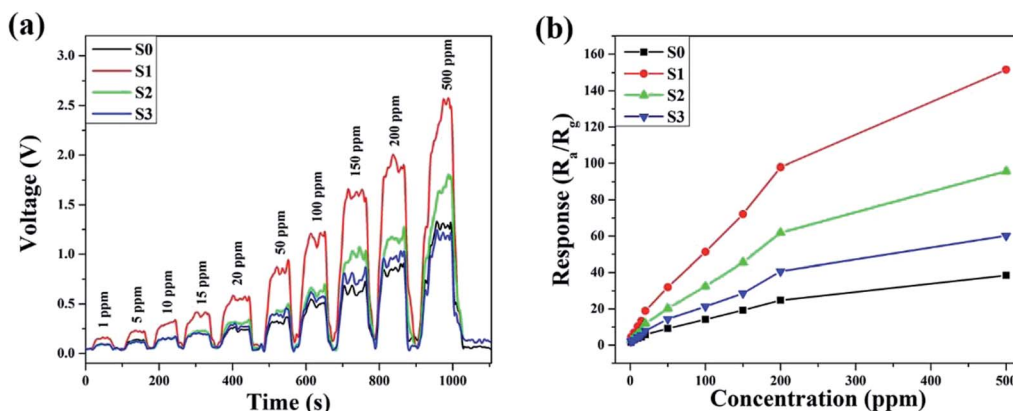 (a)
S0
S1
S2
S3
3.0
2.5
2.0
1.5
1.0
0.5
0.0
Voltage (V)
1 ppm
5 ppm
10 ppm
15 ppm
20 ppm
50 ppm
100 ppm
150 ppm
200 ppm
500 ppm
0 200 400 600 800 1000
Time (s)
(b)
S0
S1
S2
S3
160
140
120
100
80
60
40
20
0
Response (Ra/Rg)
0 100 200 300 400 500
Concentration (ppm)